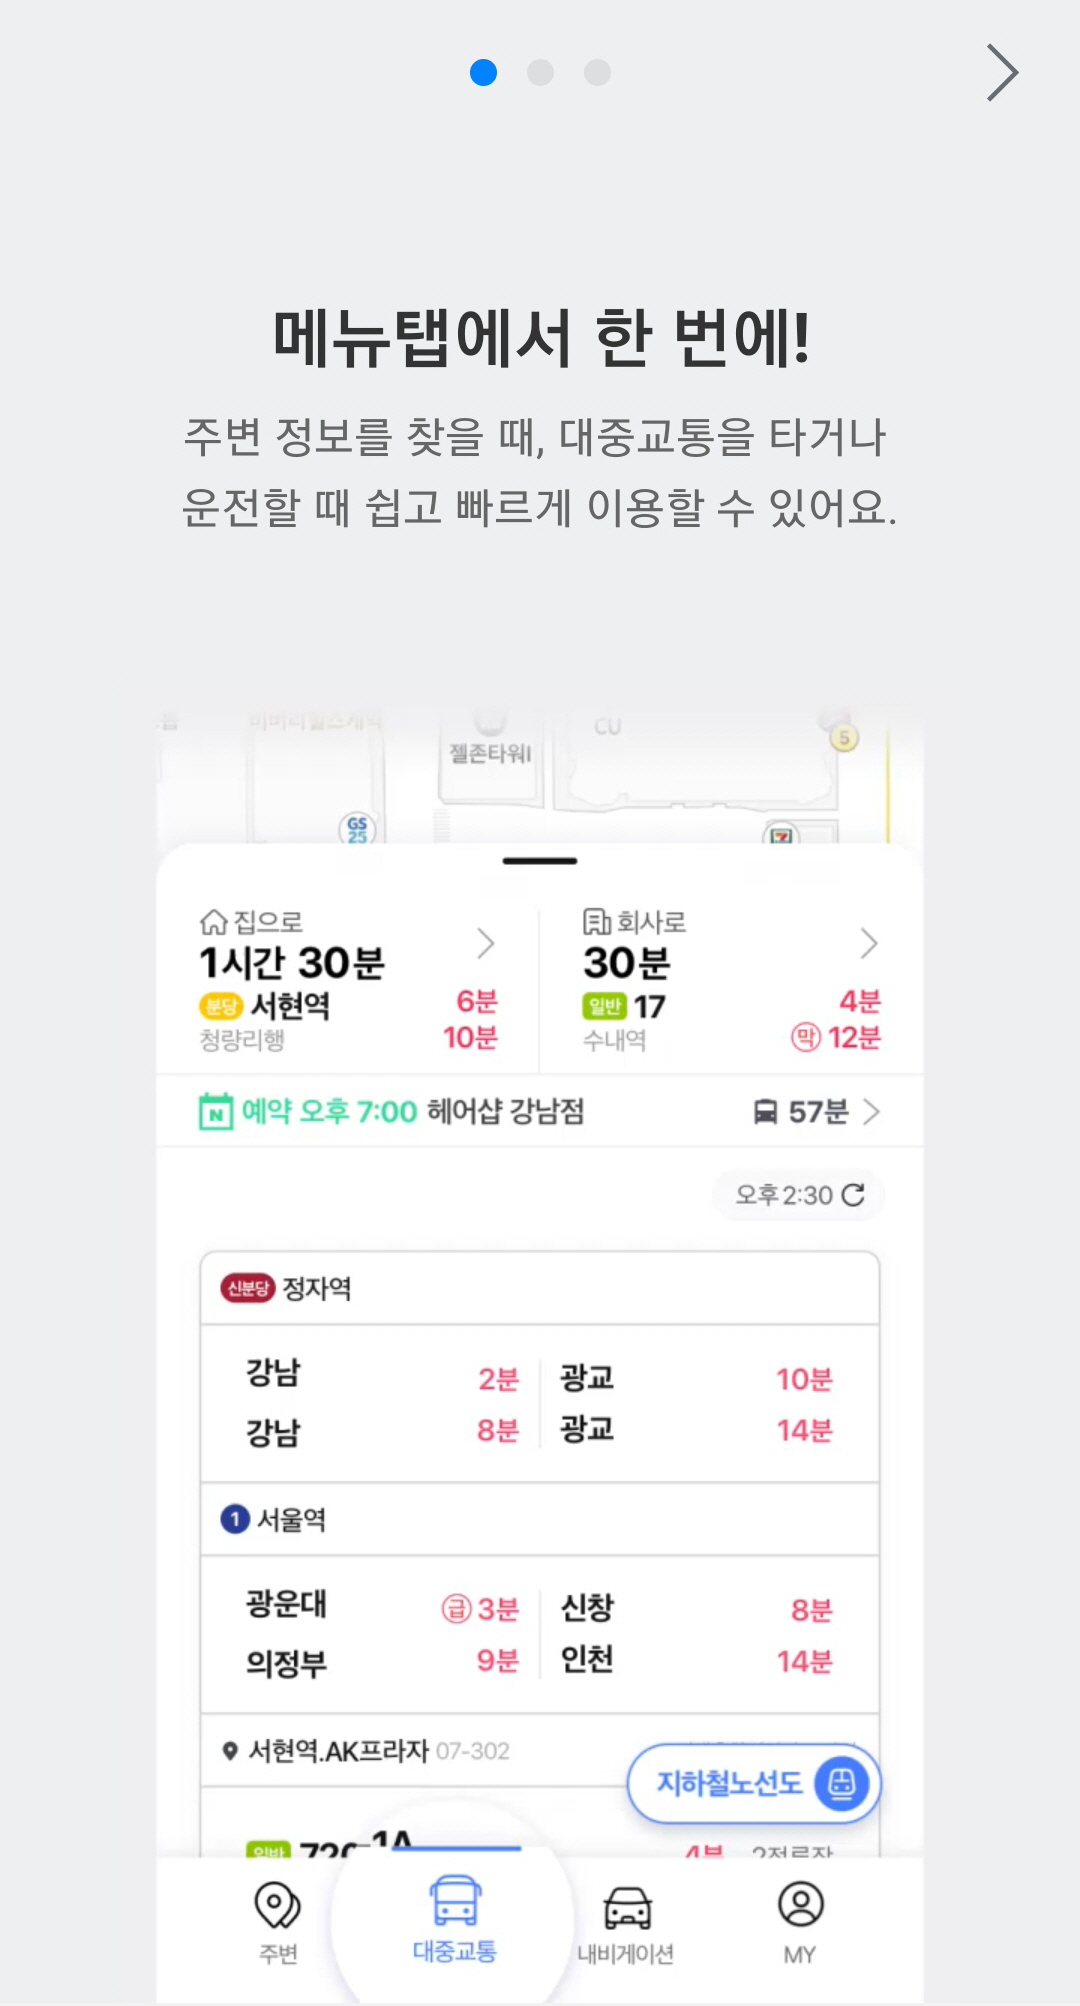 메뉴탭에서 한 번에!
주변 정보를 찾을 때, 대중교통을 타거나
운전할 때 쉽고 빠르게 이용할 수 있어요.
CU
5
젤존타워I
GS
25
7
집으로
1시간 30분
분당 서현역 6분
청량리행 10분
회사로
30분
일반 17 4분
수내역 막 12분
N 예약 오후 7:00 헤어샵 강남점 57분
오후 2:30
신분당 정자역
강남 2분 광교 10분
강남 8분 광교 14분
1 서울역
광운대 급 3분 신창 8분
의정부 9분 인천 14분
서현역.AK프라자 07-302
지하철노선도
일반 720-1A 4분 2정류장
주변
대중교통
내비게이션
MY